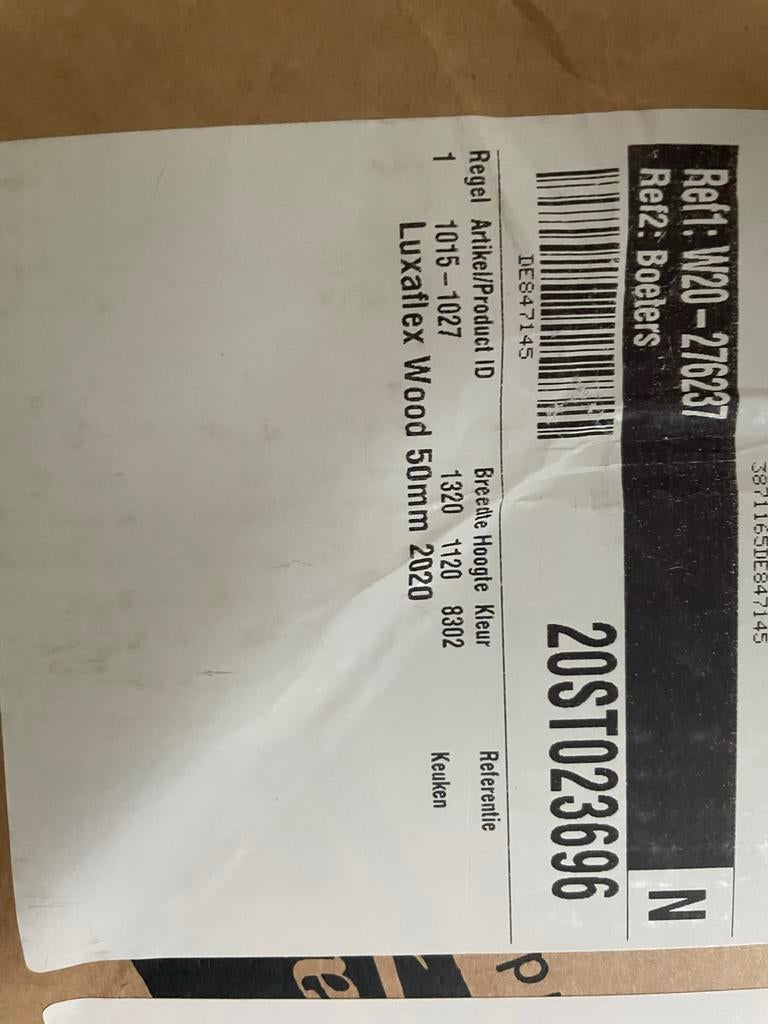 3871165DE847145
Ref1: W20-276237
Ref2: Boelers
N
20ST023696
DE847145
Regel Artikel/Product ID Breedte Hoogte Kleur Referentie
1 1015-1027 1320 1120 8302 Keuken
Luxaflex Wood 50mm 2020